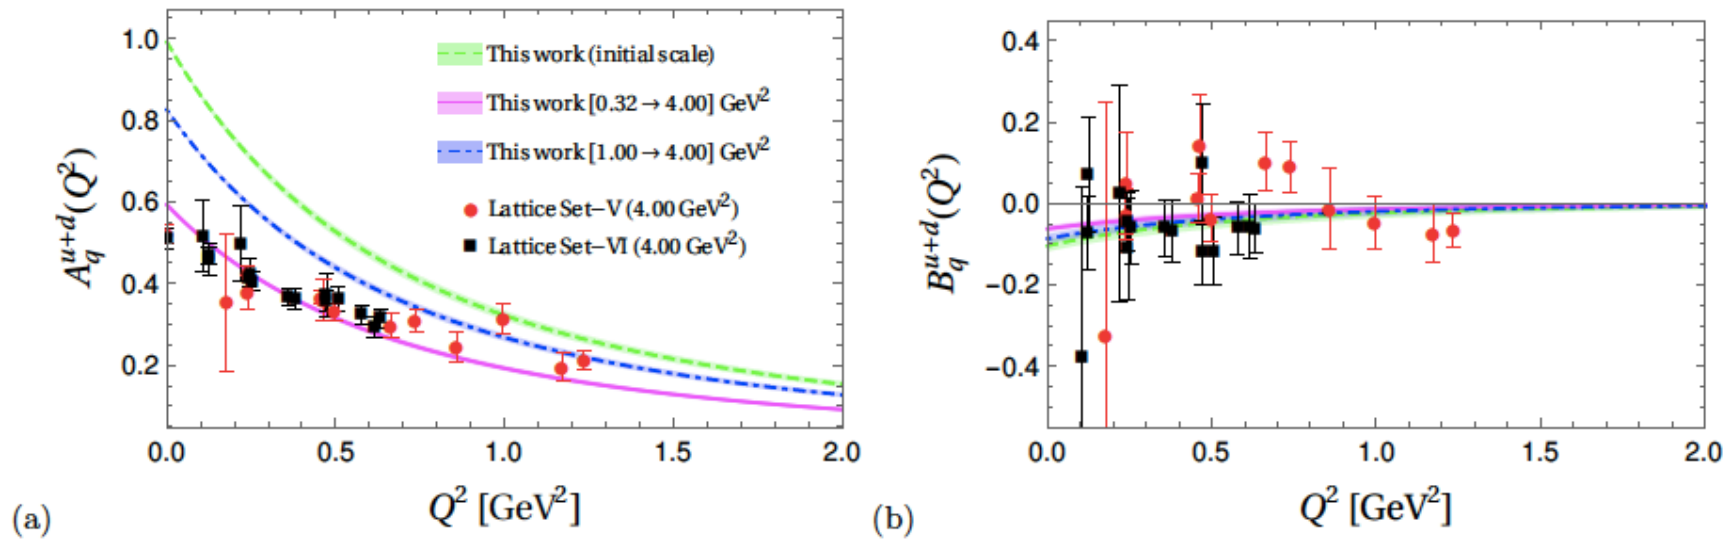 1.0
0.8
0.6
0.4
0.2
A_q^{u+d}(Q^2)
This work (initial scale)
This work [0.32 → 4.00] GeV^2
This work [1.00 → 4.00] GeV^2
Lattice Set−V (4.00 GeV^2)
Lattice Set−VI (4.00 GeV^2)
0.0 0.5 1.0 1.5 2.0
Q^2 [GeV^2]
(a)
0.4
0.2
0.0
−0.2
−0.4
B_q^{u+d}(Q^2)
0.0 0.5 1.0 1.5 2.0
Q^2 [GeV^2]
(b)